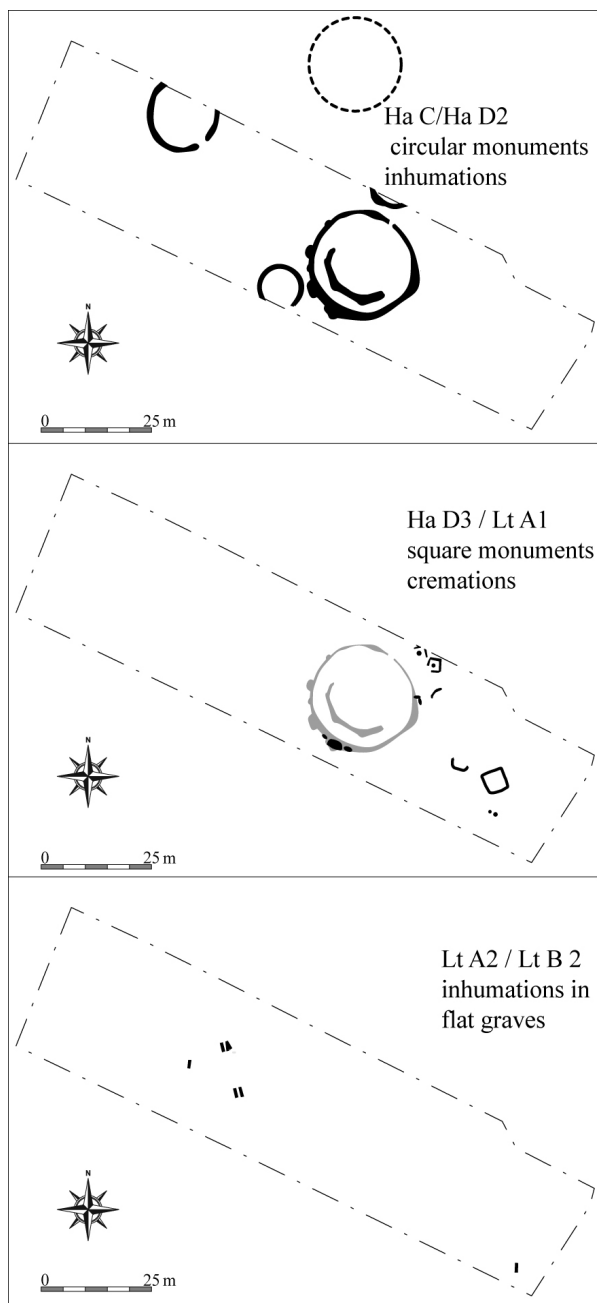 Ha C/Ha D2
circular monuments
inhumations
N
0 25 m
Ha D3 / Lt A1
square monuments
cremations
N
0 25 m
Lt A2 / Lt B 2
inhumations in
flat graves
N
0 25 m